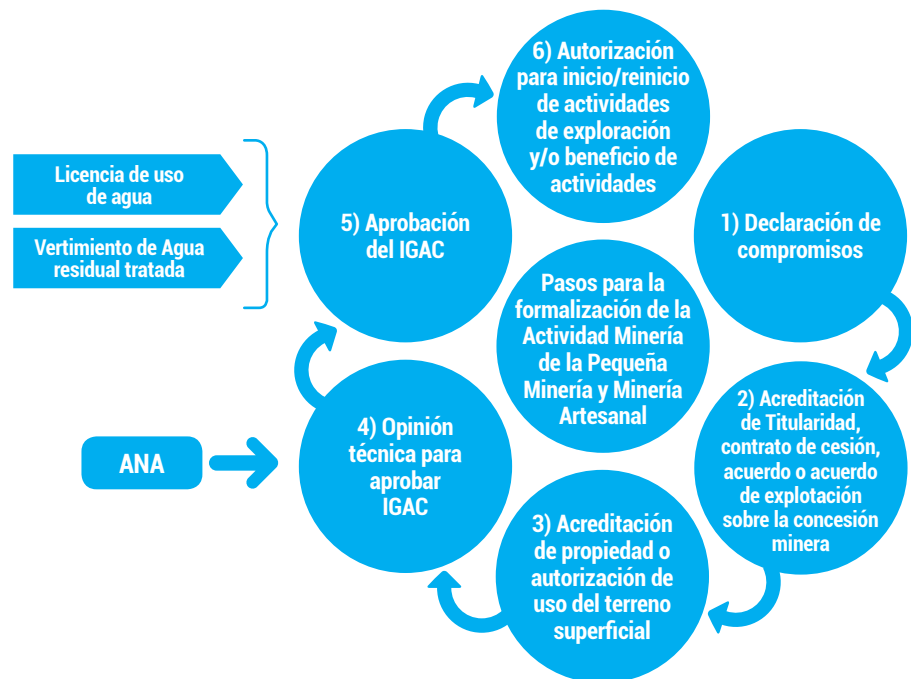 6) Autorización
para inicio/reinicio
de actividades
de exploración
y/o beneficio de
actividades
Licencia de uso
de agua
Vertimiento de Agua
residual tratada
5) Aprobación
del IGAC
1) Declaración de
compromisos
Pasos para la
formalización de la
Actividad Minería
de la Pequeña
Minería y Minería
Artesanal
2) Acreditación
de Titularidad,
contrato de cesión,
acuerdo o acuerdo
de explotación
sobre la concesión
minera
4) Opinión
técnica para
aprobar
IGAC
ANA
3) Acreditación
de propiedad o
autorización de
uso del terreno
superficial